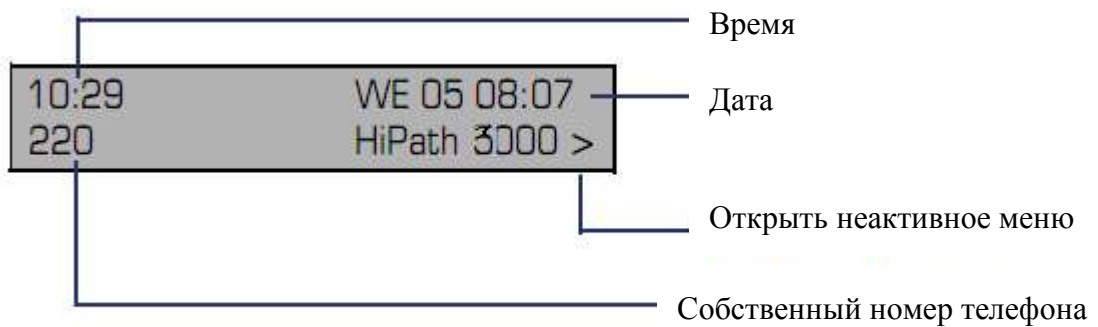 Время
10:29 WE 05 08:07
Дата
220 HiPath 3000 >
Открыть неактивное меню
Собственный номер телефона